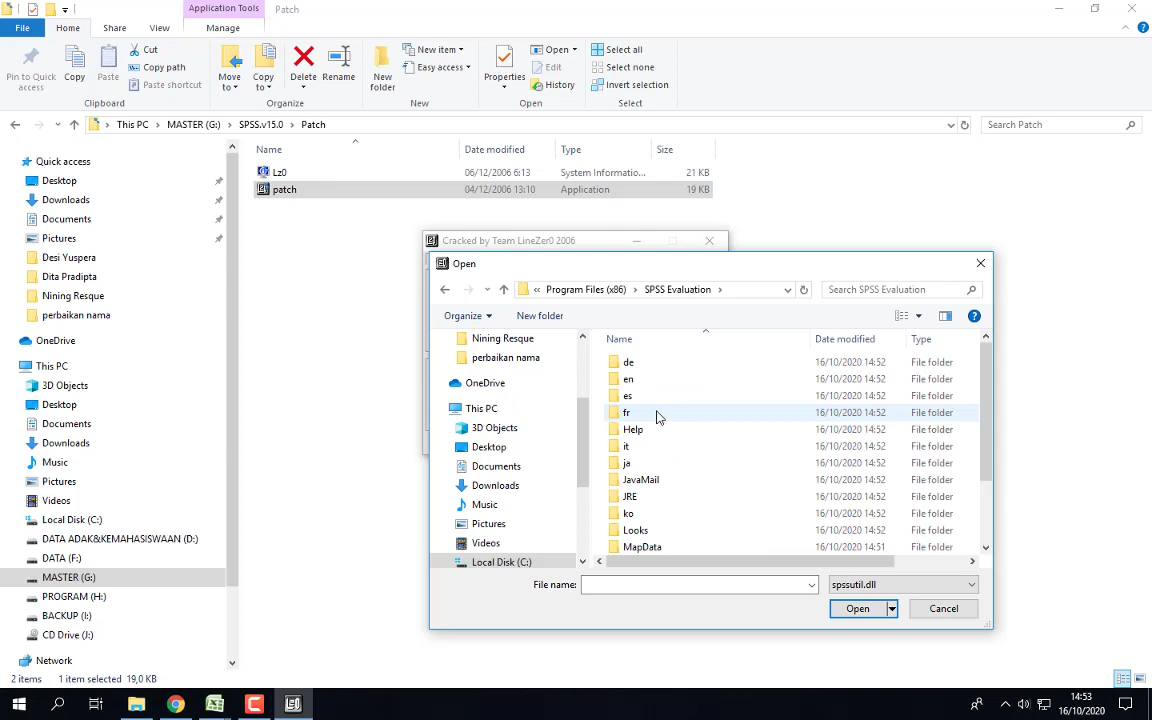 Application Tools
Patch
File
Home
Share
View
Manage
Pin to Quick access
Copy
Paste
Cut
Copy path
Paste shortcut
Clipboard
Move to
Copy to
Delete
Rename
Organize
New folder
New item
Easy access
New
Properties
Open
Edit
History
Open
Select all
Select none
Invert selection
Select
This PC
MASTER (G:)
SPSS.v15.0
Patch
Search Patch
Name
Date modified
Type
Size
Lz0
06/12/2006 6:13
System Informatio...
21 KB
patch
04/12/2006 13:10
Application
19 KB
Quick access
Desktop
Downloads
Documents
Pictures
Desi Yuspera
Dita Pradipta
Nining Resque
perbaikan nama
OneDrive
This PC
3D Objects
Desktop
Documents
Downloads
Music
Pictures
Videos
Local Disk (C:)
DATA ADAK&KEMAHASISWAAN (D:)
DATA (F:)
MASTER (G:)
PROGRAM (H:)
BACKUP (I:)
CD Drive (J:)
Network
Cracked by Team LineZer0 2006
Open
« Program Files (x86)
SPSS Evaluation
Search SPSS Evaluation
Organize
New folder
Nining Resque
perbaikan nama
OneDrive
This PC
3D Objects
Desktop
Documents
Downloads
Music
Pictures
Videos
Local Disk (C:)
Name
Date modified
Type
de 16/10/2020 14:52 File folder
en 16/10/2020 14:52 File folder
es 16/10/2020 14:52 File folder
fr 16/10/2020 14:52 File folder
Help 16/10/2020 14:52 File folder
it 16/10/2020 14:52 File folder
ja 16/10/2020 14:52 File folder
JavaMail 16/10/2020 14:52 File folder
JRE 16/10/2020 14:52 File folder
ko 16/10/2020 14:52 File folder
Looks 16/10/2020 14:52 File folder
MapData 16/10/2020 14:51 File folder
File name:
spssutil.dll
Open
Cancel
2 items
1 item selected 19,0 KB
14:53
16/10/2020